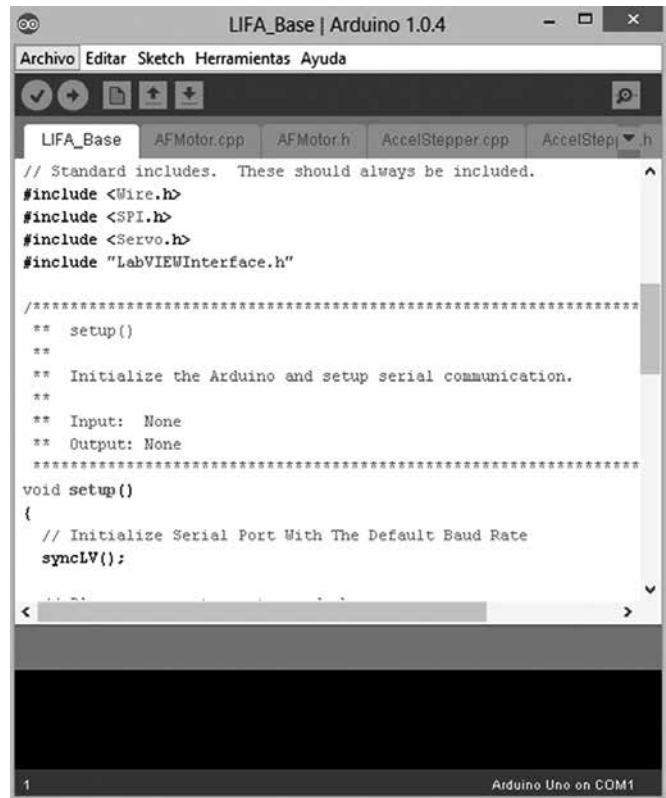 LIFA_Base | Arduino 1.0.4
Archivo Editar Sketch Herramientas Ayuda
LIFA_Base AFMotor.cpp AFMotor.h AccelStepper.cpp AccelStepp .h
// Standard includes. These should always be included.
#include <Wire.h>
#include <SPI.h>
#include <Servo.h>
#include "LabVIEWInterface.h"
/*********************************************************************
** setup()
**
** Initialize the Arduino and setup serial communication.
**
** Input: None
** Output: None
*********************************************************************
void setup()
{
// Initialize Serial Port With The Default Baud Rate
syncLV();
1
Arduino Uno on COM1